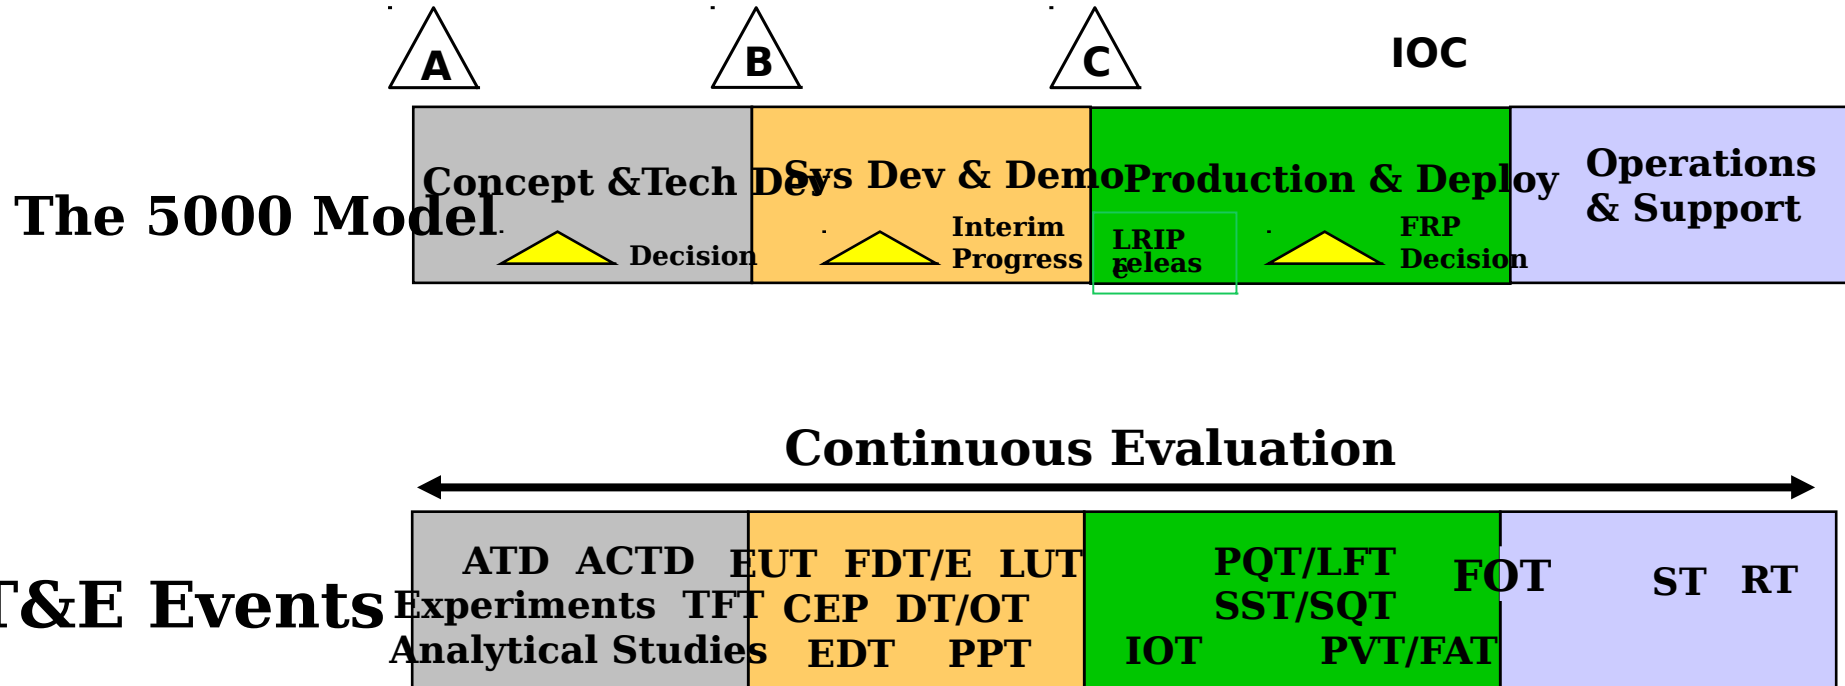 A
B
C
IOC
The 5000 Model
Concept &Tech Dev
Sys Dev & Demo
Production & Deploy
Operations
& Support
Decision
Interim
Progress
LRIP
releas
e
FRP
Decision
Continuous Evaluation
T&E Events
ATD ACTD
Experiments TFT
Analytical Studies
EUT FDT/E LUT
CEP DT/OT
EDT PPT
PQT/LFT
SST/SQT
IOT PVT/FAT
FOT
ST RT